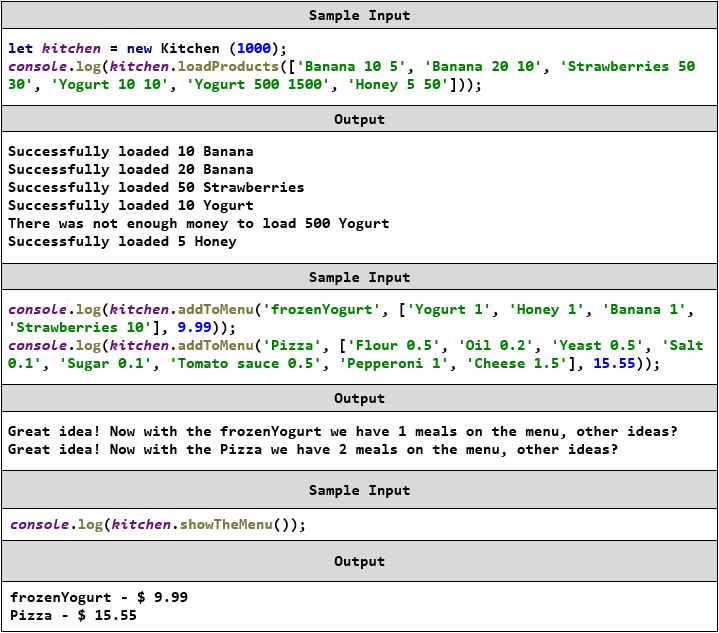 Sample Input
let kitchen = new Kitchen (1000);
console.log(kitchen.loadProducts(['Banana 10 5', 'Banana 20 10', 'Strawberries 50
30', 'Yogurt 10 10', 'Yogurt 500 1500', 'Honey 5 50']));
Output
Successfully loaded 10 Banana
Successfully loaded 20 Banana
Successfully loaded 50 Strawberries
Successfully loaded 10 Yogurt
There was not enough money to load 500 Yogurt
Successfully loaded 5 Honey
Sample Input
console.log(kitchen.addToMenu('frozenYogurt', ['Yogurt 1', 'Honey 1', 'Banana 1',
'Strawberries 10'], 9.99));
console.log(kitchen.addToMenu('Pizza', ['Flour 0.5', 'Oil 0.2', 'Yeast 0.5', 'Salt
0.1', 'Sugar 0.1', 'Tomato sauce 0.5', 'Pepperoni 1', 'Cheese 1.5'], 15.55));
Output
Great idea! Now with the frozenYogurt we have 1 meals on the menu, other ideas?
Great idea! Now with the Pizza we have 2 meals on the menu, other ideas?
Sample Input
console.log(kitchen.showTheMenu());
Output
frozenYogurt - $ 9.99
Pizza - $ 15.55